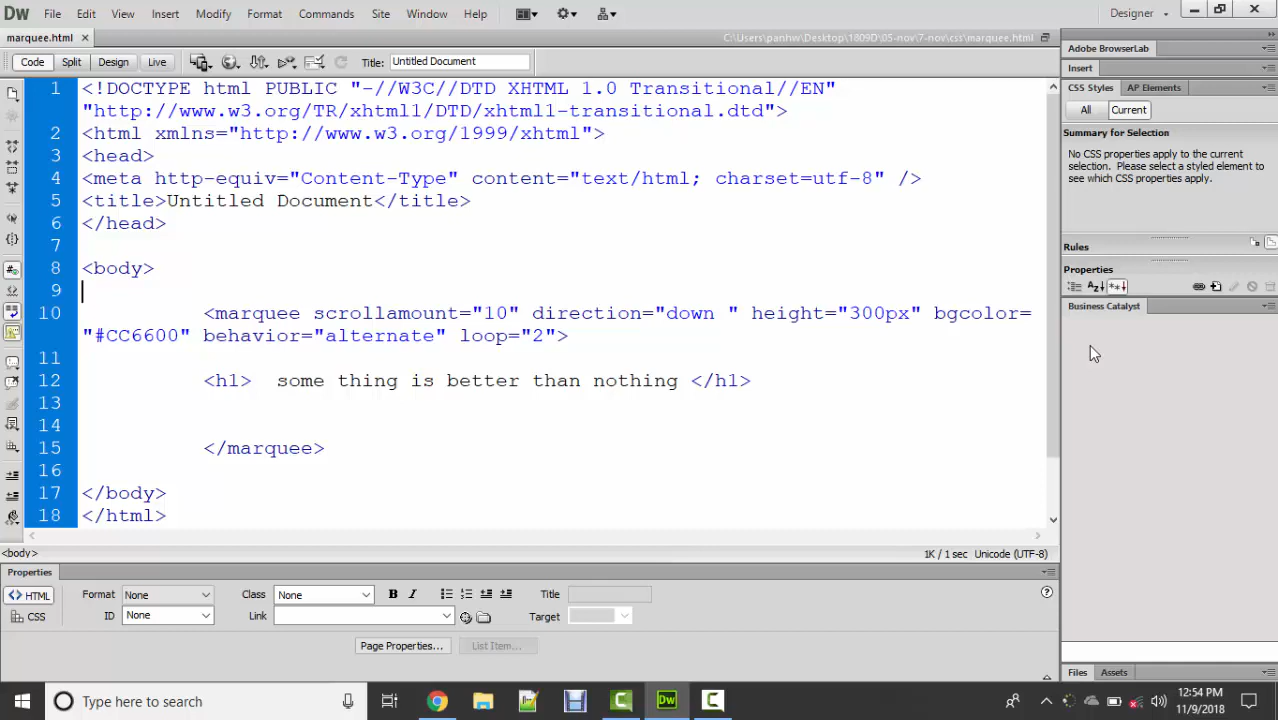 Dw File Edit View Insert Modify Format Commands Site Window Help Designer
marquee.html C:\Users\panhw\Desktop\1809D\05-nov\7-nov\css\marquee.html
Code Split Design Live Title: Untitled Document
1 <!DOCTYPE html PUBLIC "-//W3C//DTD XHTML 1.0 Transitional//EN"
"http://www.w3.org/TR/xhtml1/DTD/xhtml1-transitional.dtd">
2 <html xmlns="http://www.w3.org/1999/xhtml">
3 <head>
4 <meta http-equiv="Content-Type" content="text/html; charset=utf-8" />
5 <title>Untitled Document</title>
6 </head>
7
8 <body>
9
10 <marquee scrollamount="10" direction="down " height="300px" bgcolor=
"#CC6600" behavior="alternate" loop="2">
11
12 <h1> some thing is better than nothing </h1>
13
14
15 </marquee>
16
17 </body>
18 </html>
<body> 1K / 1 sec Unicode (UTF-8)
Adobe BrowserLab
Insert
CSS Styles AP Elements
All Current
Summary for Selection
No CSS properties apply to the current
selection. Please select a styled element to
see which CSS properties apply.
Rules
Properties
Business Catalyst
Files Assets
Properties
HTML Format None Class None B I Title
CSS ID None Link Target
Page Properties... List Item...
Type here to search
12:54 PM
11/9/2018